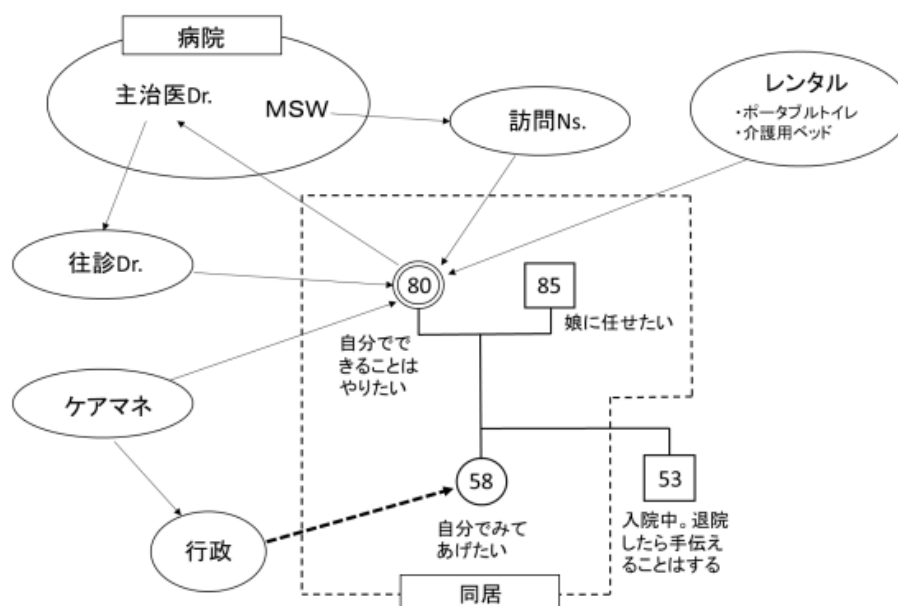 病院
主治医Dr.
MSW
訪問Ns.
レンタル
・ポータブルトイレ
・介護用ベッド
往診Dr.
80
85
自分でで
きることは
やりたい
娘に任せたい
ケアマネ
58
53
自分でみて
あげたい
入院中。退院
したら手伝え
ることはする
行政
同居